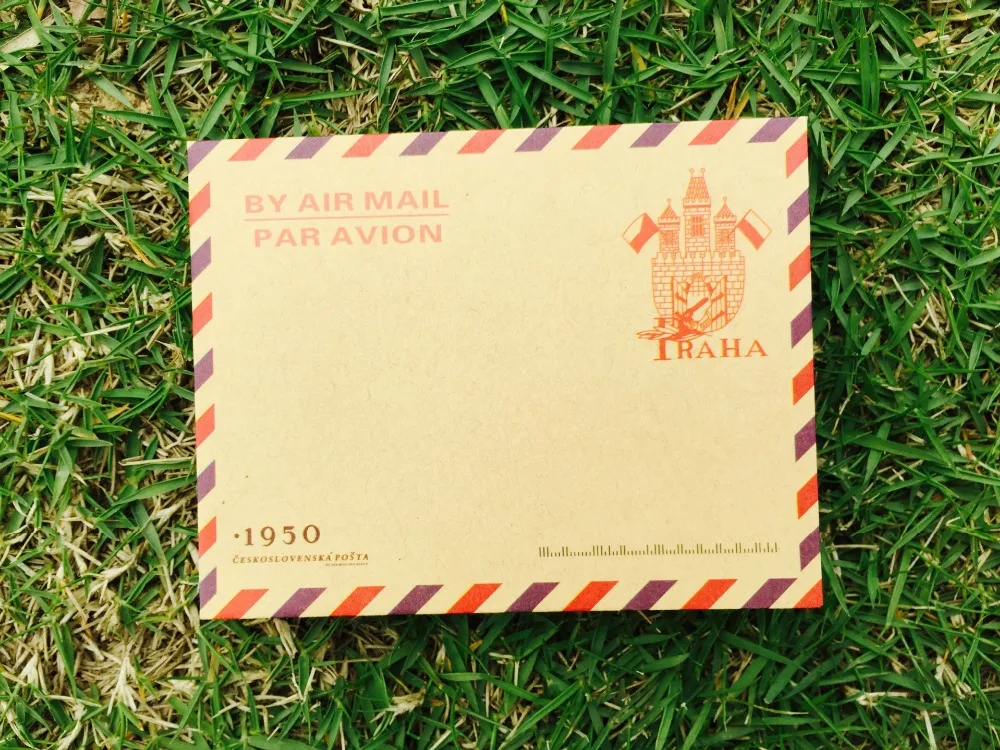 BY AIR MAIL
PAR AVION
PRAHA
·1950
ČESKOSLOVENSKÁ POŠTA